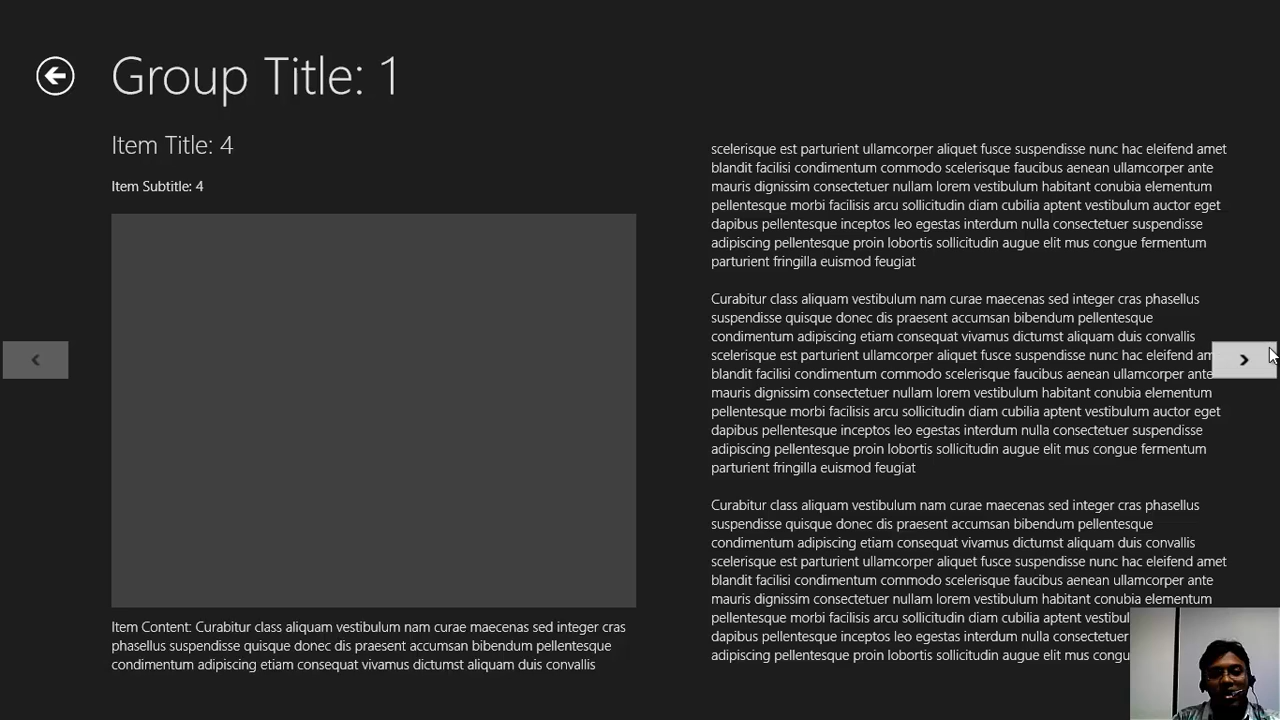 Group Title: 1
Item Title: 4
Item Subtitle: 4
Item Content: Curabitur class aliquam vestibulum nam curae maecenas sed integer cras
phasellus suspendisse quisque donec dis praesent accumsan bibendum pellentesque
condimentum adipiscing etiam consequat vivamus dictumst aliquam duis convallis
scelerisque est parturient ullamcorper aliquet fusce suspendisse nunc hac eleifend amet
blandit facilisi condimentum commodo scelerisque faucibus aenean ullamcorper ante
mauris dignissim consectetuer nullam lorem vestibulum habitant conubia elementum
pellentesque morbi facilisis arcu sollicitudin diam cubilia aptent vestibulum auctor eget
dapibus pellentesque inceptos leo egestas interdum nulla consectetuer suspendisse
adipiscing pellentesque proin lobortis sollicitudin augue elit mus congue fermentum
parturient fringilla euismod feugiat
Curabitur class aliquam vestibulum nam curae maecenas sed integer cras phasellus
suspendisse quisque donec dis praesent accumsan bibendum pellentesque
condimentum adipiscing etiam consequat vivamus dictumst aliquam duis convallis
scelerisque est parturient ullamcorper aliquet fusce suspendisse nunc hac eleifend
blandit facilisi condimentum commodo scelerisque faucibus aenean ullamcorper ante
mauris dignissim consectetuer nullam lorem vestibulum habitant conubia elementum
pellentesque morbi facilisis arcu sollicitudin diam cubilia aptent vestibulum auctor eget
dapibus pellentesque inceptos leo egestas interdum nulla consectetuer suspendisse
adipiscing pellentesque proin lobortis sollicitudin augue elit mus congue fermentum
parturient fringilla euismod feugiat
Curabitur class aliquam vestibulum nam curae maecenas sed integer cras phasellus
suspendisse quisque donec dis praesent accumsan bibendum pellentesque
condimentum adipiscing etiam consequat vivamus dictumst aliquam duis convallis
scelerisque est parturient ullamcorper aliquet fusce suspendisse nunc hac eleifend amet
blandit facilisi condimentum commodo scelerisque faucibus aenean ullamcorper ante
mauris dignissim consectetuer nullam lorem vestibulum habitant conubia elementum
pellentesque morbi facilisis arcu sollicitudin diam cubilia aptent
dapibus pellentesque inceptos leo egestas interdum nulla consectetuer
adipiscing pellentesque proin lobortis sollicitudin augue elit mus